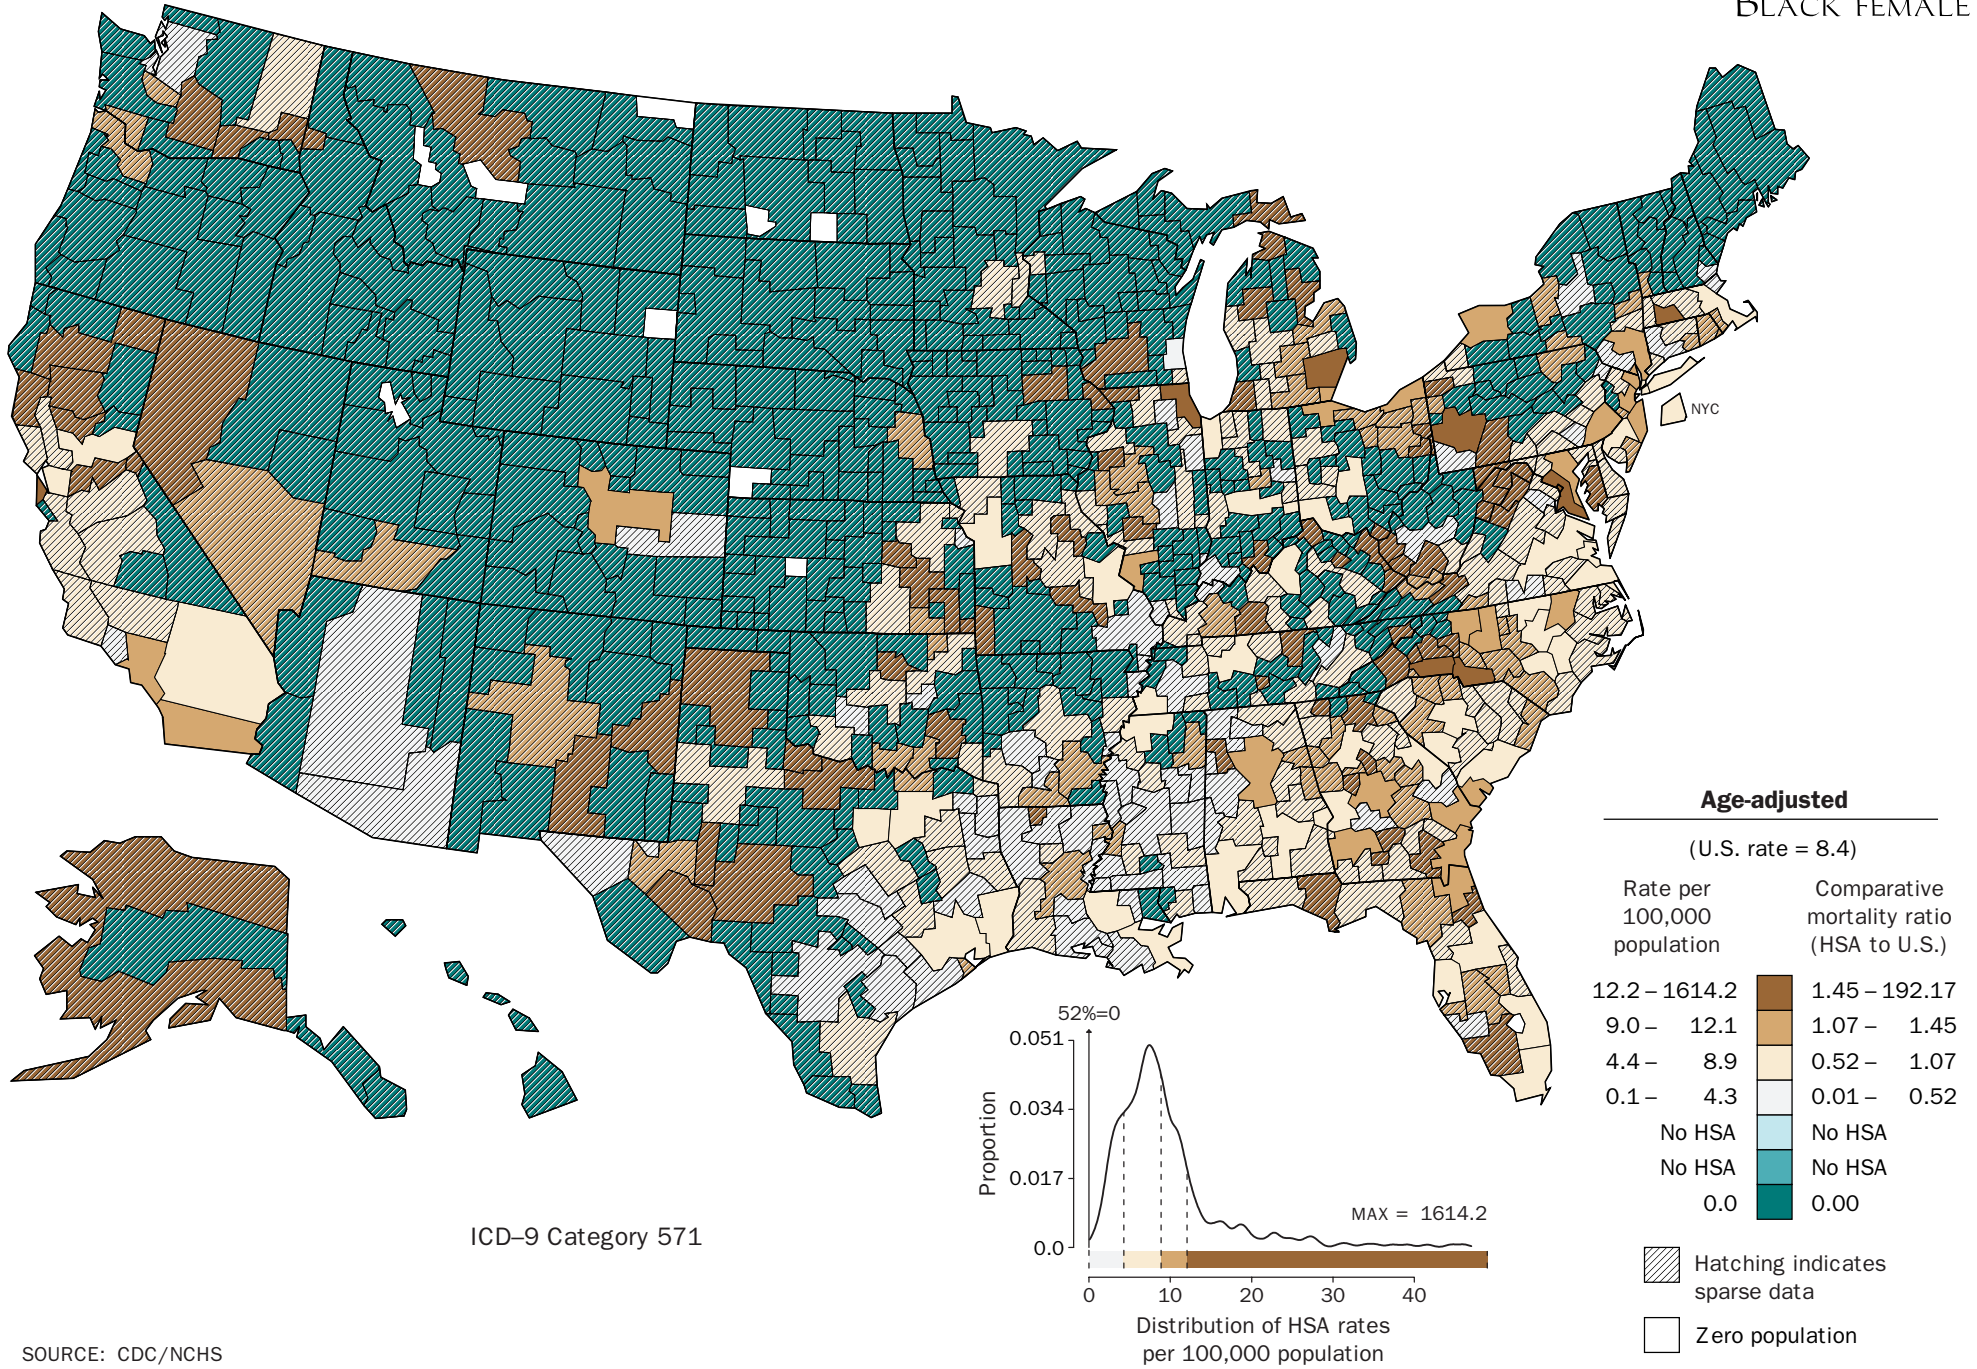 BLACK FEMALE
NYC
Age-adjusted
(U.S. rate = 8.4)
Rate per
100,000
population
Comparative
mortality ratio
(HSA to U.S.)
12.2 – 1614.2 1.45 – 192.17
9.0 – 12.1 1.07 – 1.45
4.4 – 8.9 0.52 – 1.07
0.1 – 4.3 0.01 – 0.52
No HSA No HSA
No HSA No HSA
0.0 0.00
Hatching indicates
sparse data
Zero population
52%=0
0.051
0.034
0.017
0.0
Proportion
MAX = 1614.2
0 10 20 30 40
Distribution of HSA rates
per 100,000 population
ICD–9 Category 571
SOURCE: CDC/NCHS